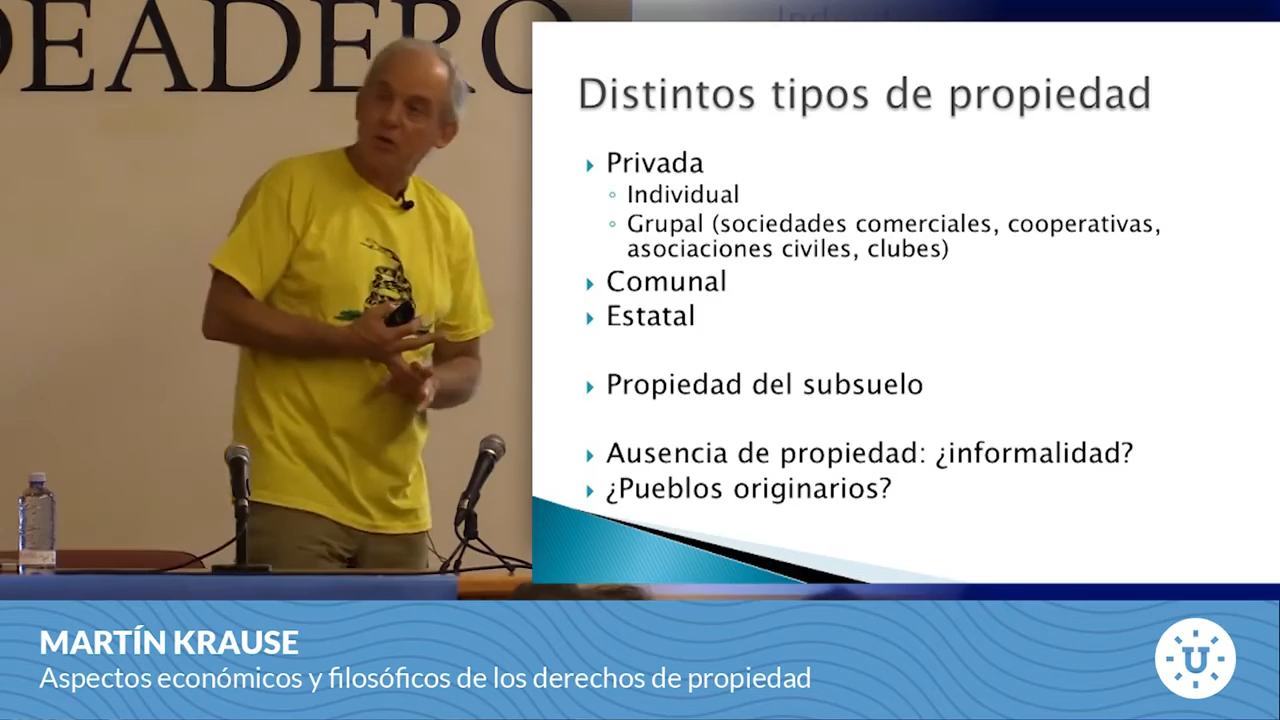 DEADERO
Distintos tipos de propiedad
Privada
Individual
Grupal (sociedades comerciales, cooperativas,
asociaciones civiles, clubes)
Comunal
Estatal
Propiedad del subsuelo
Ausencia de propiedad: ¿informalidad?
¿Pueblos originarios?
MARTÍN KRAUSE
Aspectos económicos y filosóficos de los derechos de propiedad
U